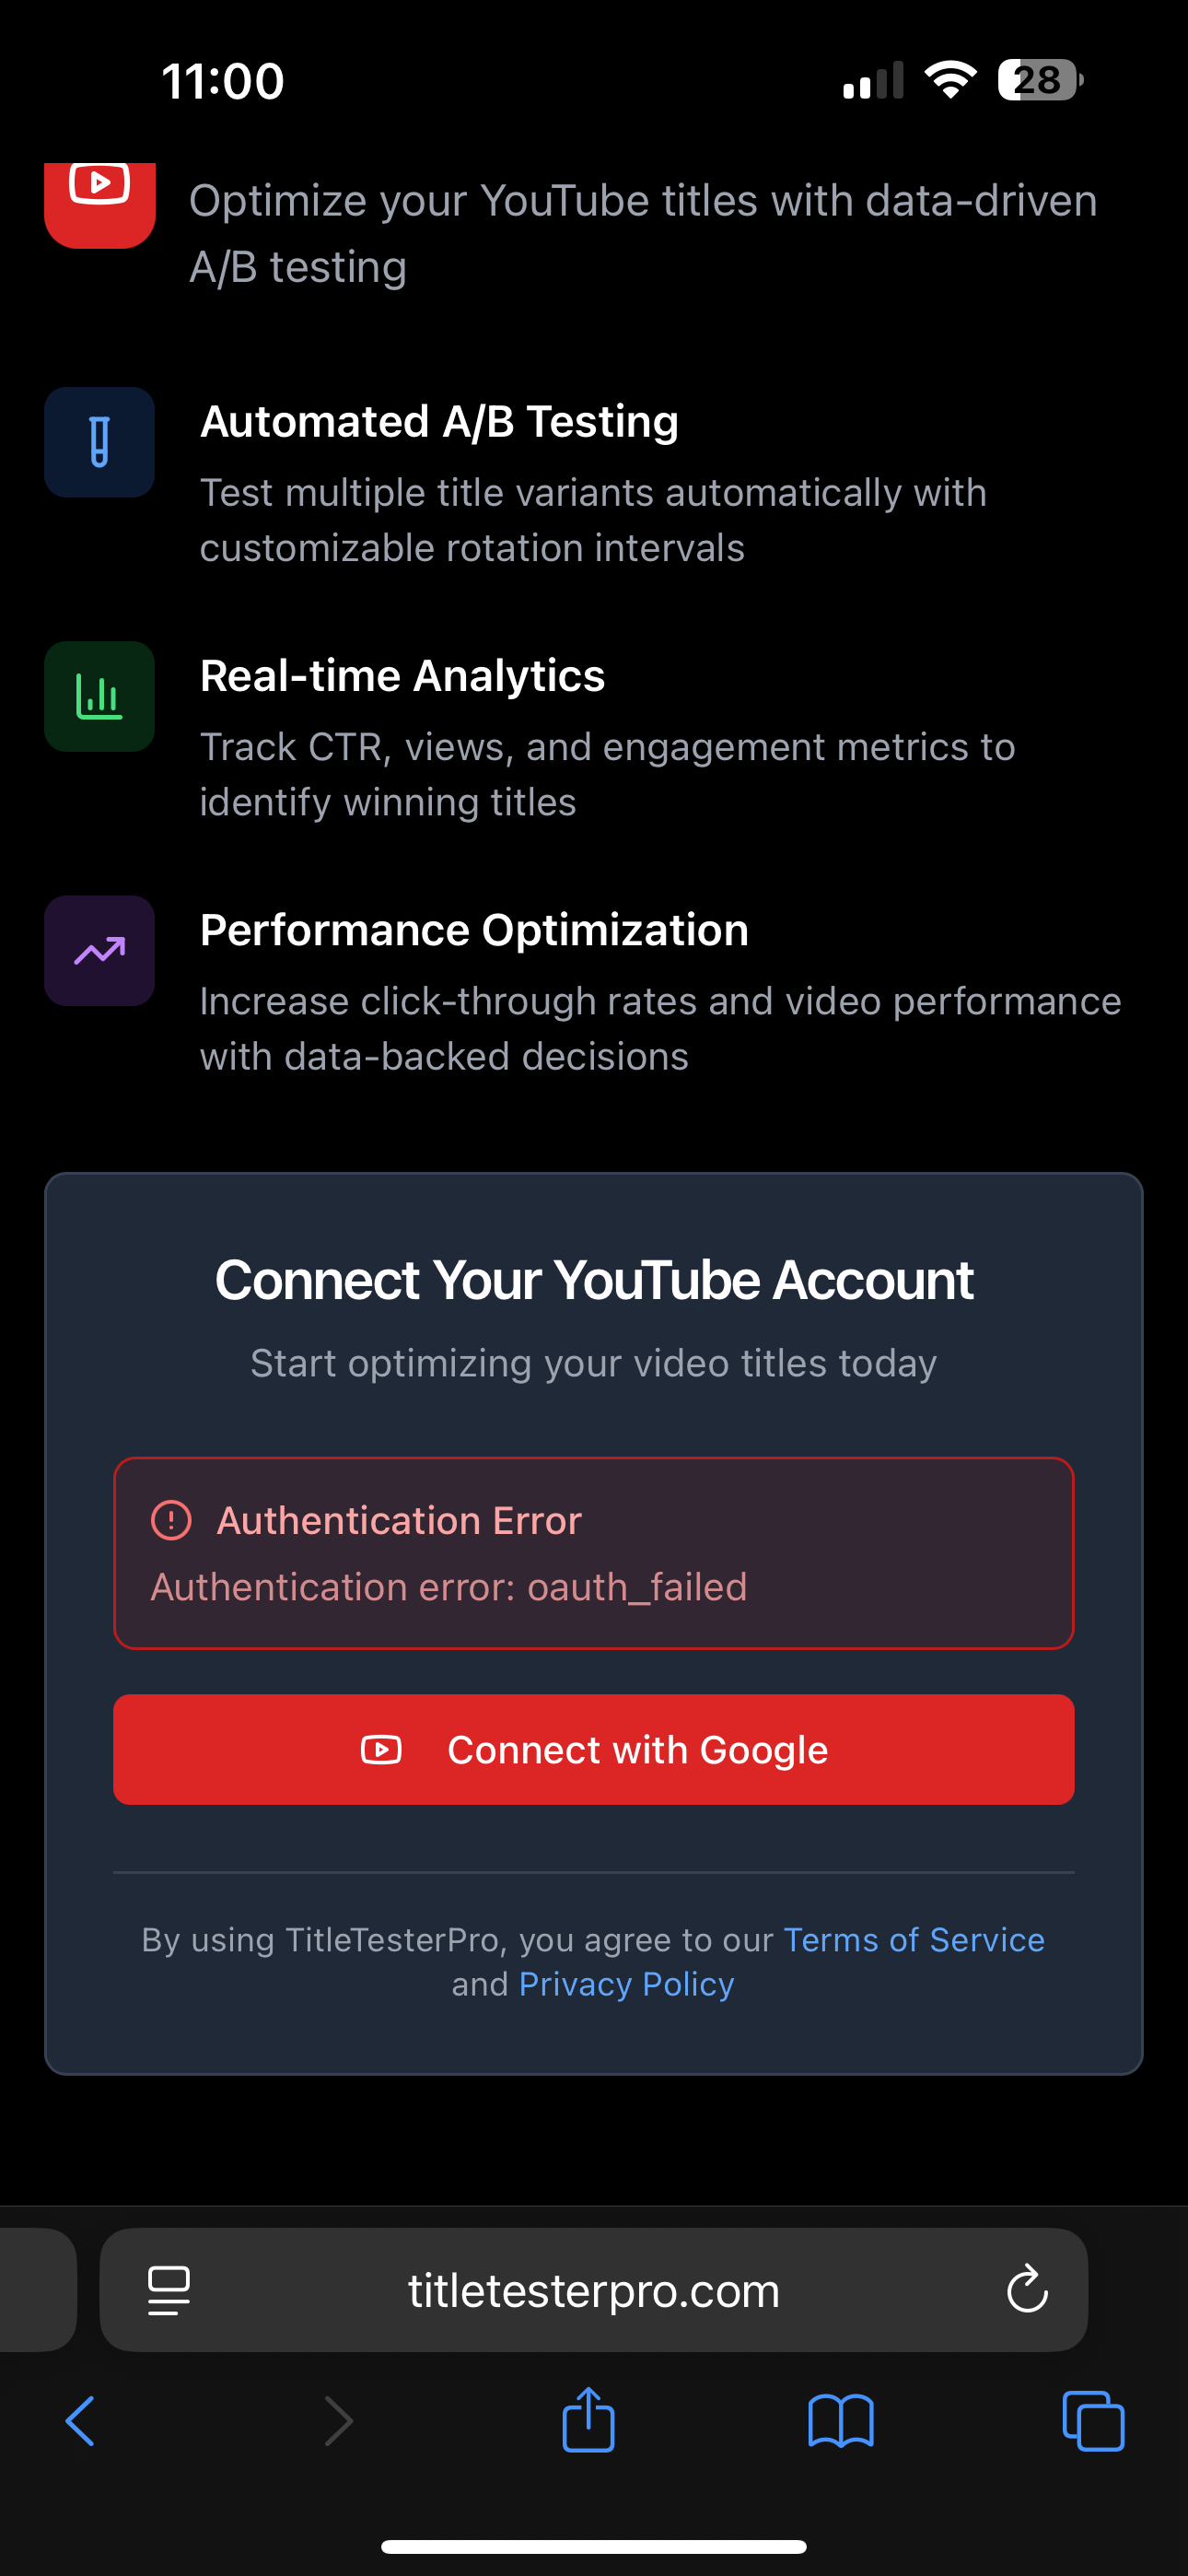 11:00
28
Optimize your YouTube titles with data-driven
A/B testing
Automated A/B Testing
Test multiple title variants automatically with
customizable rotation intervals
Real-time Analytics
Track CTR, views, and engagement metrics to
identify winning titles
Performance Optimization
Increase click-through rates and video performance
with data-backed decisions
Connect Your YouTube Account
Start optimizing your video titles today
Authentication Error
Authentication error: oauth_failed
Connect with Google
By using TitleTesterPro, you agree to our Terms of Service
and Privacy Policy
titletesterpro.com